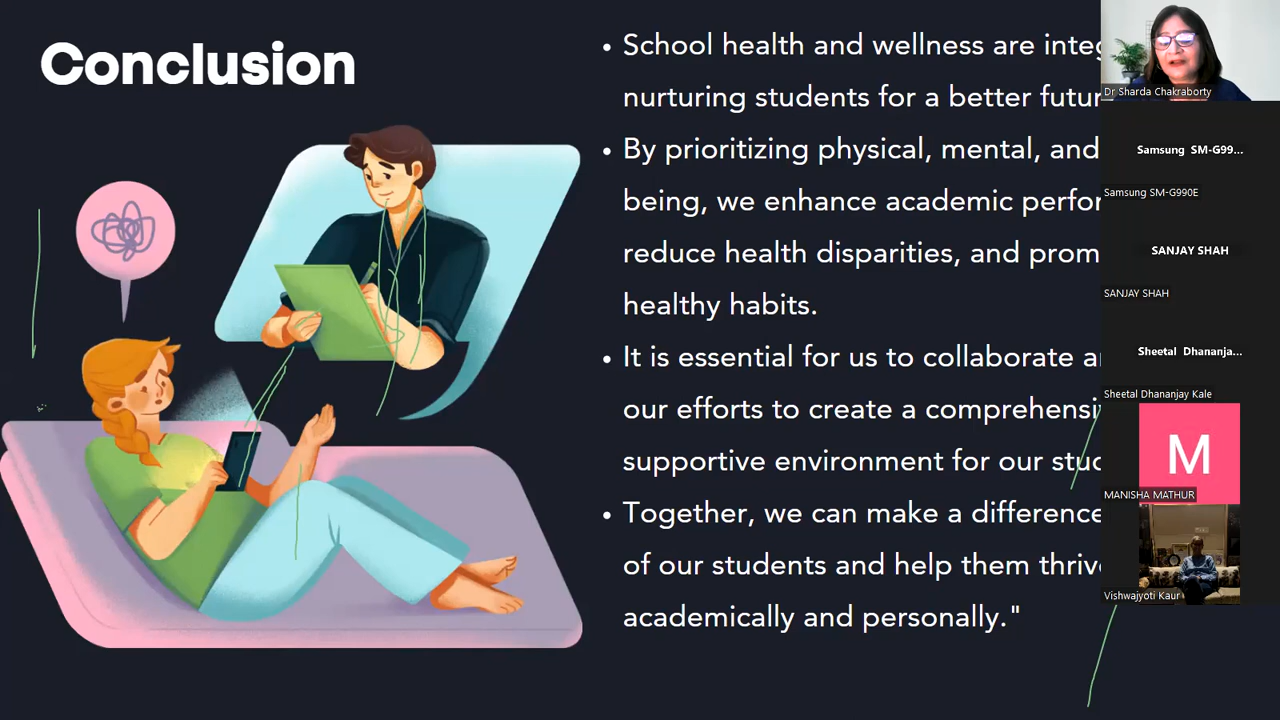 Conclusion
• School health and wellness are integ
nurturing students for a better futur
• By prioritizing physical, mental, and
being, we enhance academic perfor
reduce health disparities, and prom
healthy habits.
• It is essential for us to collaborate a
our efforts to create a comprehensi
supportive environment for our stud
• Together, we can make a difference
of our students and help them thrive
academically and personally."
Dr Sharda Chakraborty
Samsung SM-G99...
Samsung SM-G990E
SANJAY SHAH
SANJAY SHAH
Sheetal Dhananja...
Sheetal Dhananjay Kale
M
MANISHA MATHUR
Vishwajyoti Kaur